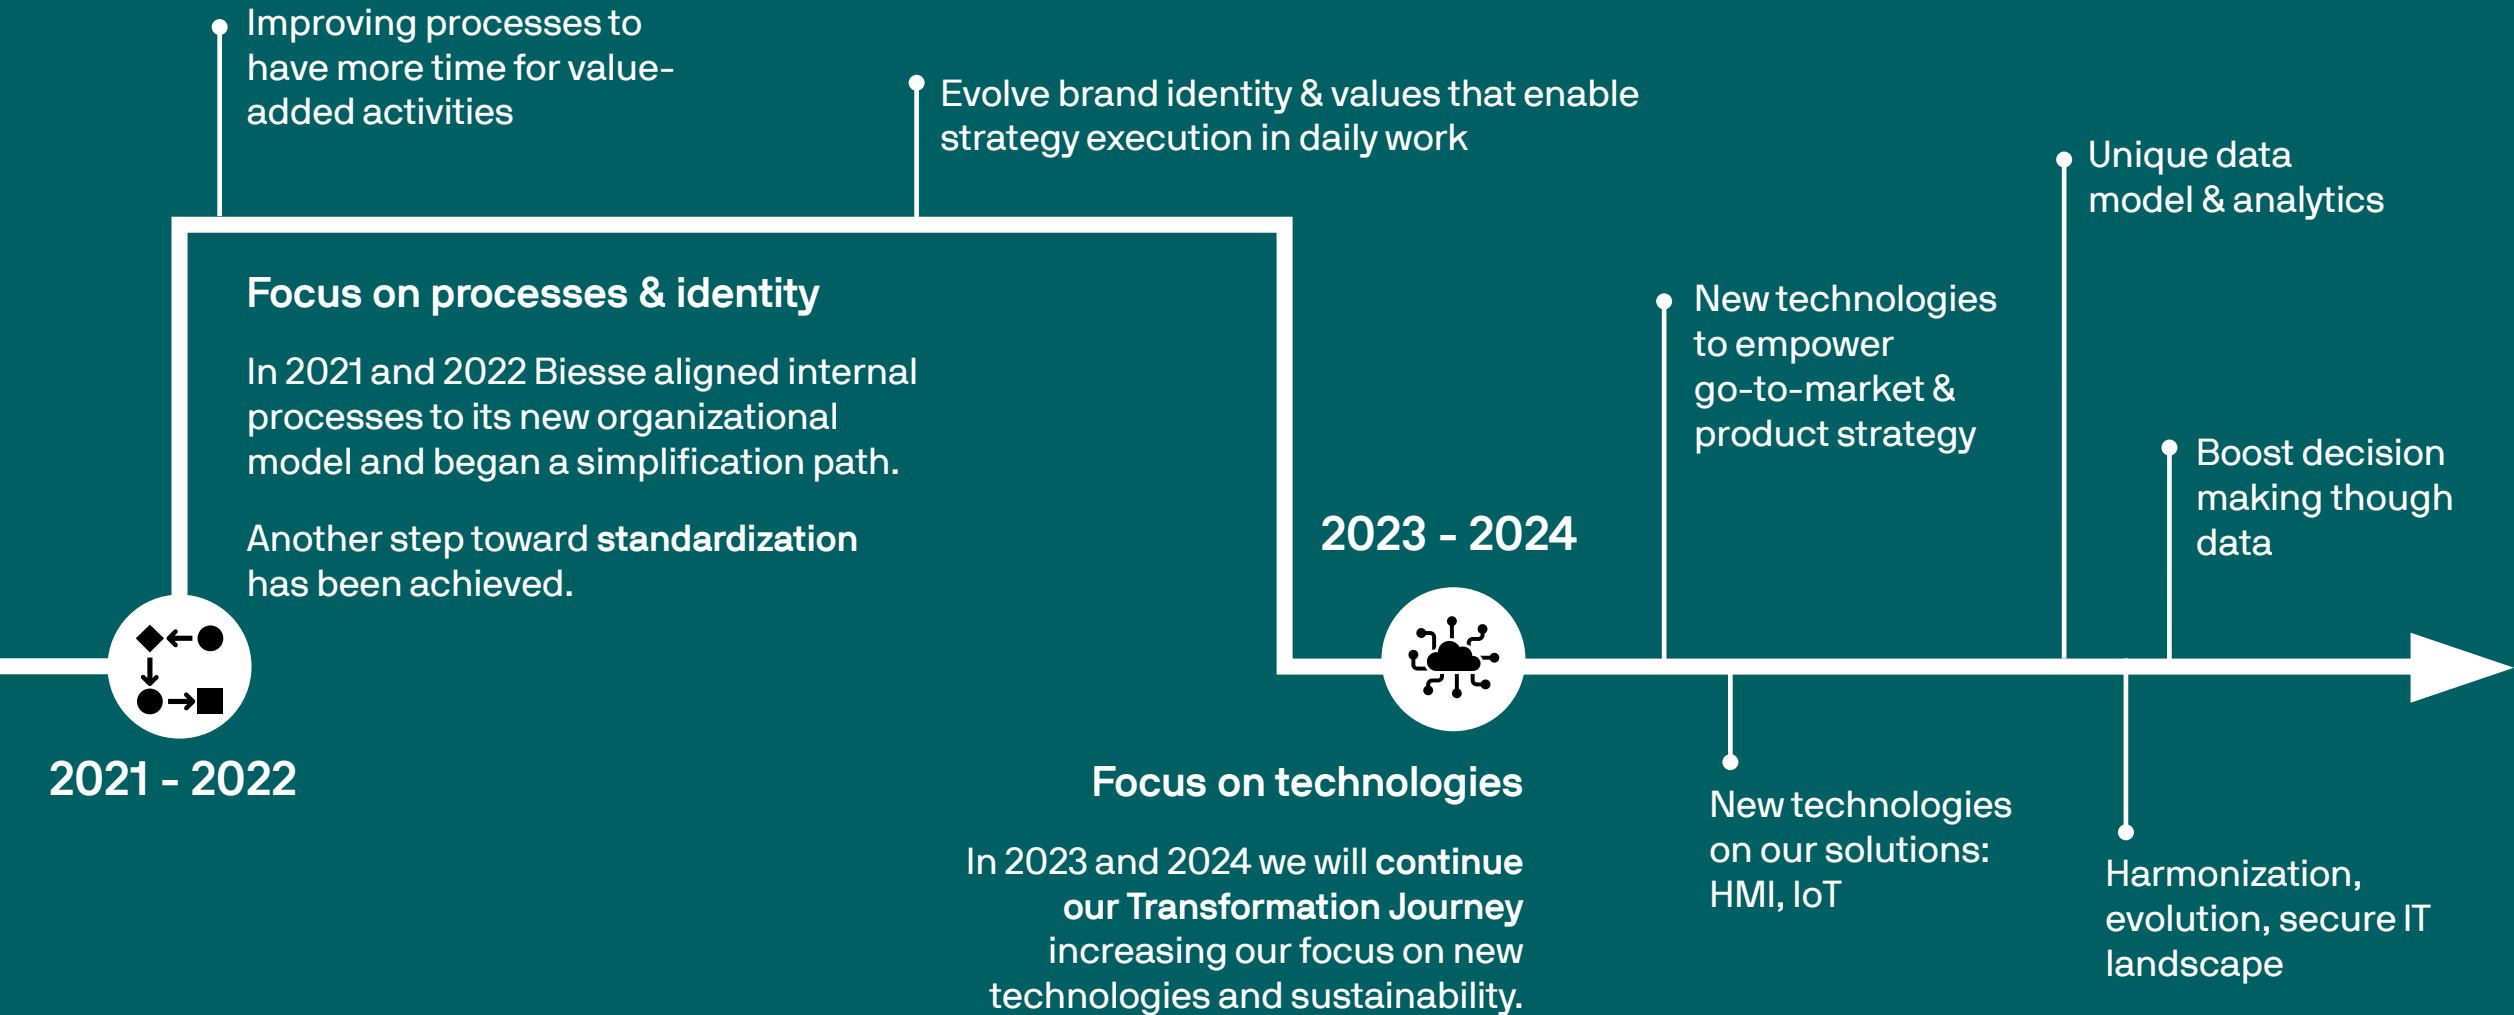 Improving processes to
have more time for value-
added activities
Evolve brand identity & values that enable
strategy execution in daily work
Focus on processes & identity
In 2021 and 2022 Biesse aligned internal
processes to its new organizational
model and began a simplification path.
Another step toward standardization
has been achieved.
2021 - 2022
2023 - 2024
Focus on technologies
In 2023 and 2024 we will continue
our Transformation Journey
increasing our focus on new
technologies and sustainability.
New technologies
to empower
go-to-market &
product strategy
New technologies
on our solutions:
HMI, IoT
Unique data
model & analytics
Harmonization,
evolution, secure IT
landscape
Boost decision
making though
data